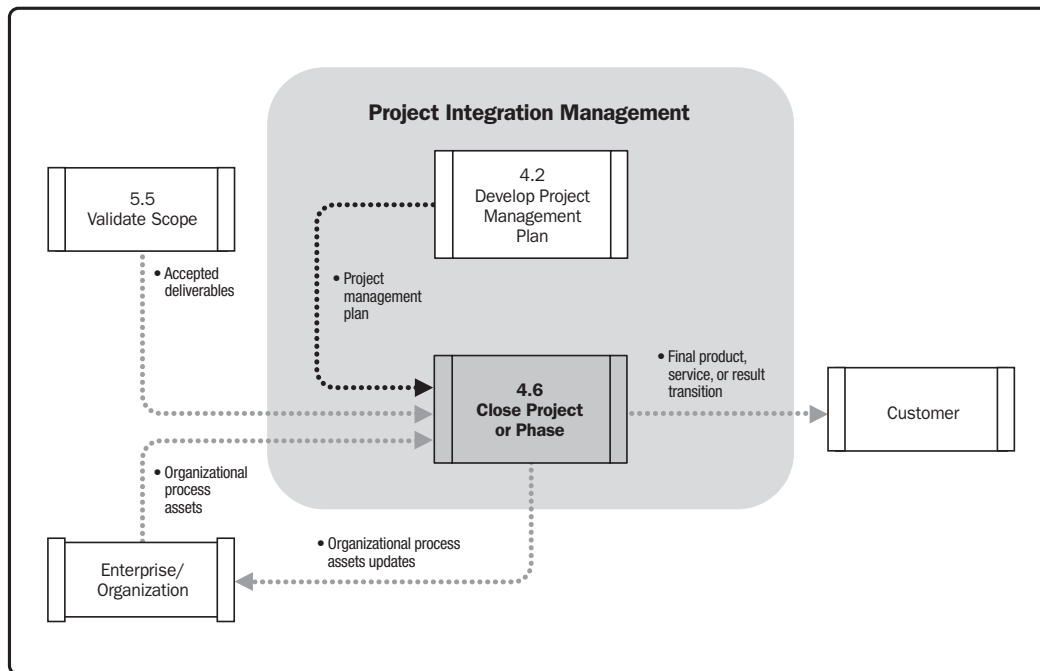 Project Integration Management
5.5
Validate Scope
4.2
Develop Project
Management
Plan
• Accepted
deliverables
• Project
management
plan
4.6
Close Project
or Phase
• Final product,
service, or result
transition
Customer
• Organizational
process
assets
• Organizational process
assets updates
Enterprise/
Organization